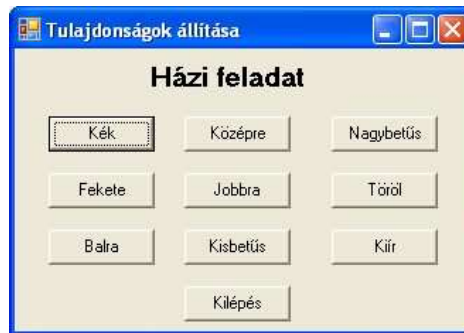 Tulajdonságok állítása
Házi feladat
Kék Középre Nagybetűs
Fekete Jobbra Töröl
Balra Kisbetűs Kiír
Kilépés